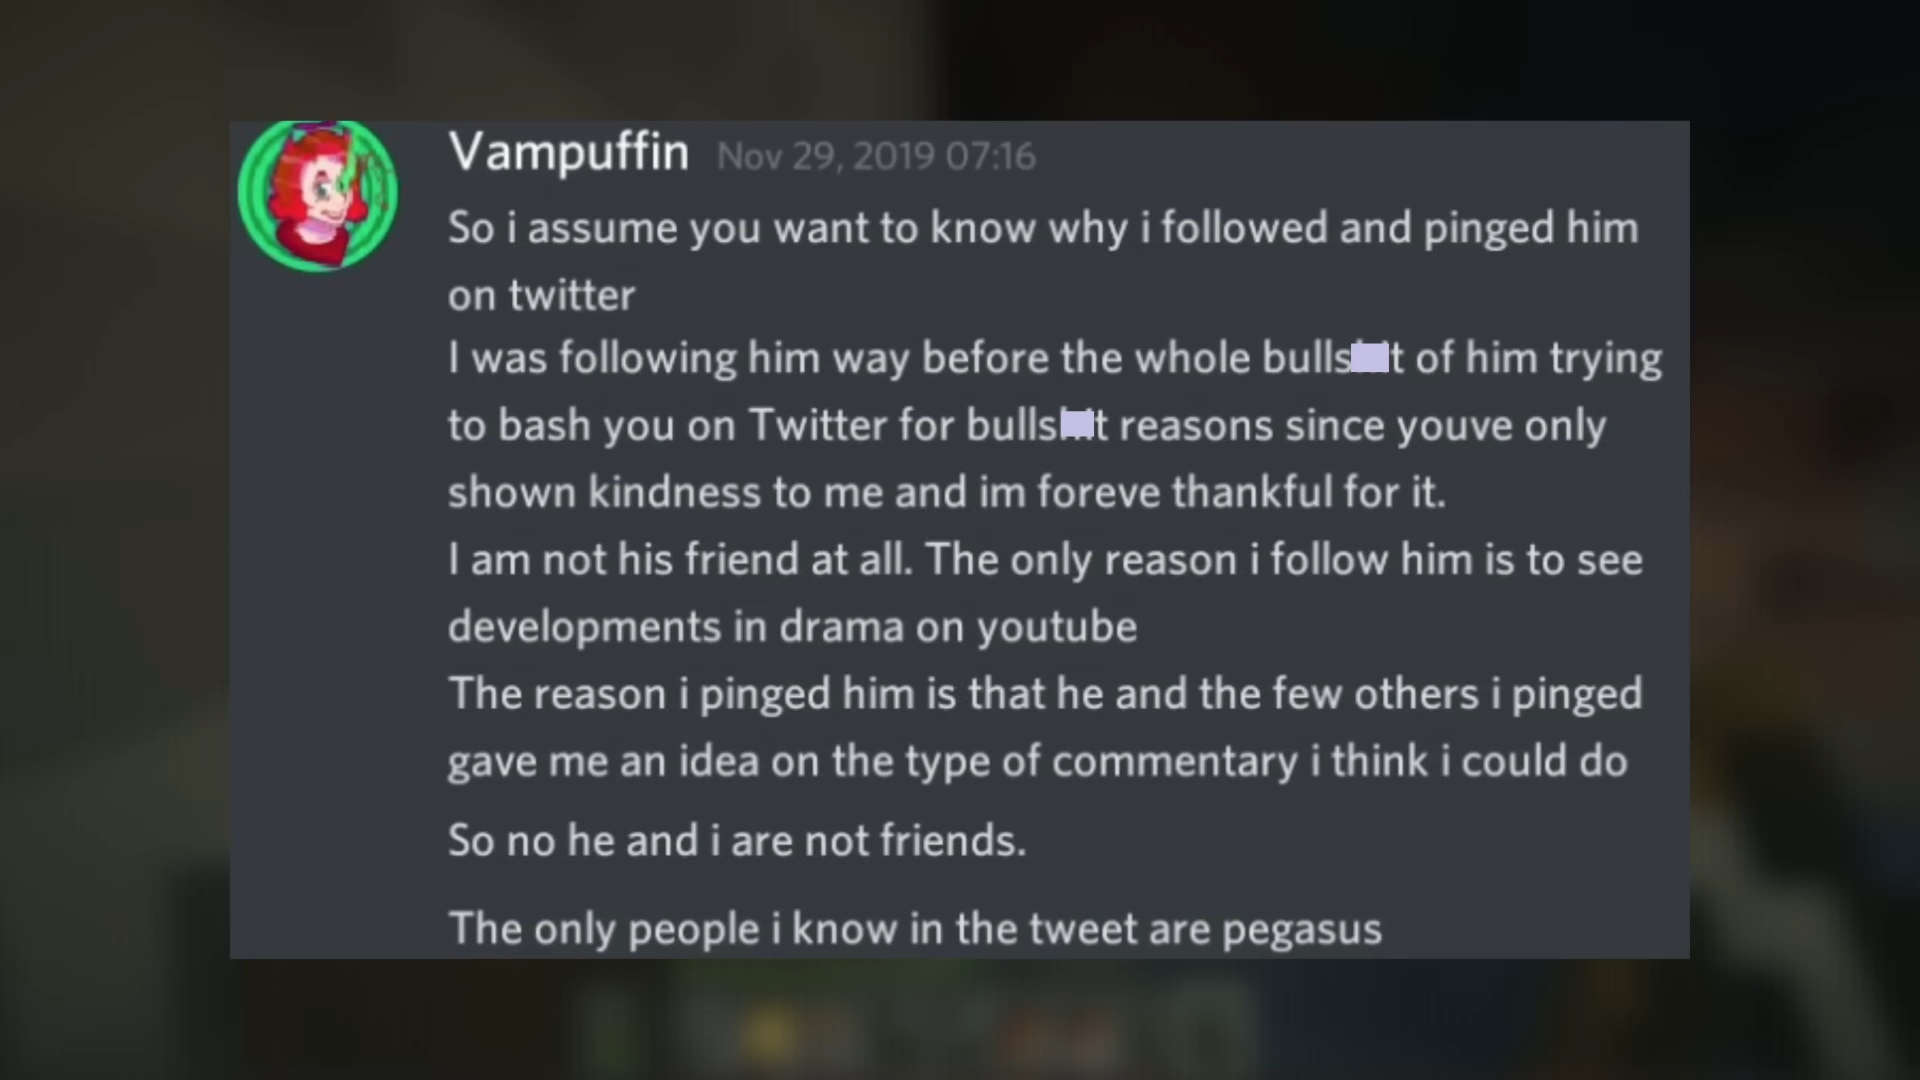 Vampuffin Nov 29, 2019 07:16
So i assume you want to know why i followed and pinged him
on twitter
I was following him way before the whole bulls t of him trying
to bash you on Twitter for bulls t reasons since youve only
shown kindness to me and im foreve thankful for it.
I am not his friend at all. The only reason i follow him is to see
developments in drama on youtube
The reason i pinged him is that he and the few others i pinged
gave me an idea on the type of commentary i think i could do
So no he and i are not friends.
The only people i know in the tweet are pegasus